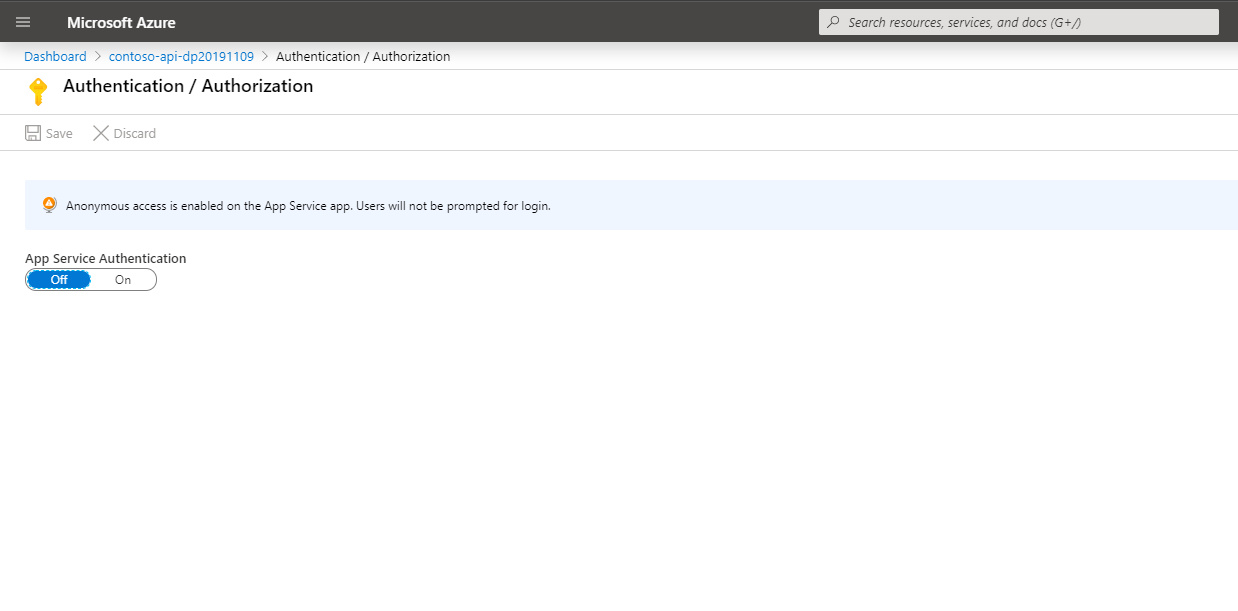 Microsoft Azure
Search resources, services, and docs (G+/)
Dashboard > contoso-api-dp20191109 > Authentication / Authorization
Authentication / Authorization
Save Discard
Anonymous access is enabled on the App Service app. Users will not be prompted for login.
App Service Authentication
Off On